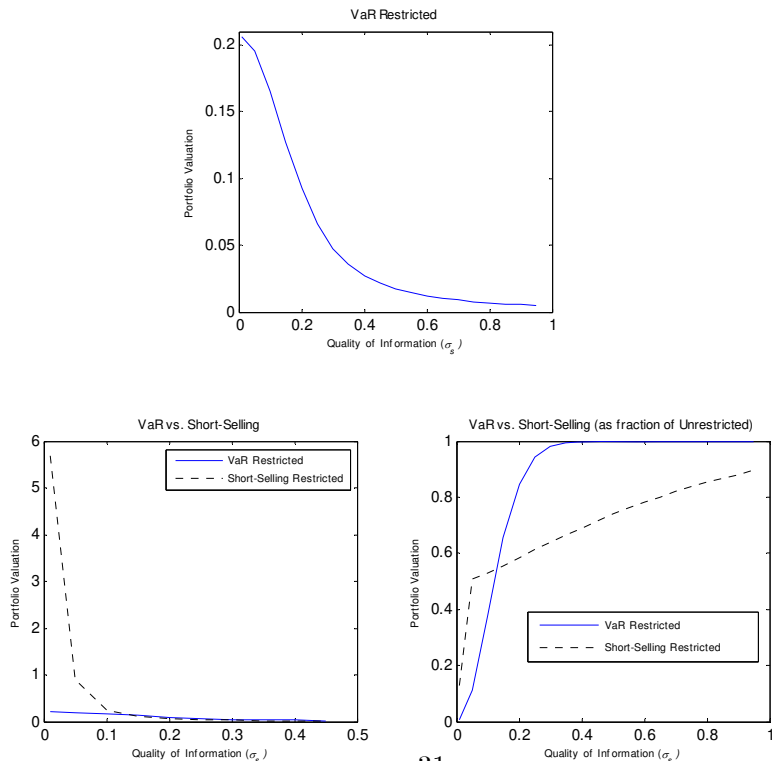 VaR Restricted
0.2
0.15
0.1
0.05
0
Portfolio Valuation
0 0.2 0.4 0.6 0.8 1
Quality of Information (σs)
VaR vs. Short-Selling
6
5
4
3
2
1
0
Portfolio Valuation
VaR Restricted
Short-Selling Restricted
0 0.1 0.2 0.3 0.4 0.5
Quality of Information (σs)
VaR vs. Short-Selling (as fraction of Unrestricted)
1
0.8
0.6
0.4
0.2
0
Portfolio Valuation
VaR Restricted
Short-Selling Restricted
0 0.2 0.4 0.6 0.8 1
Quality of Information (σs)